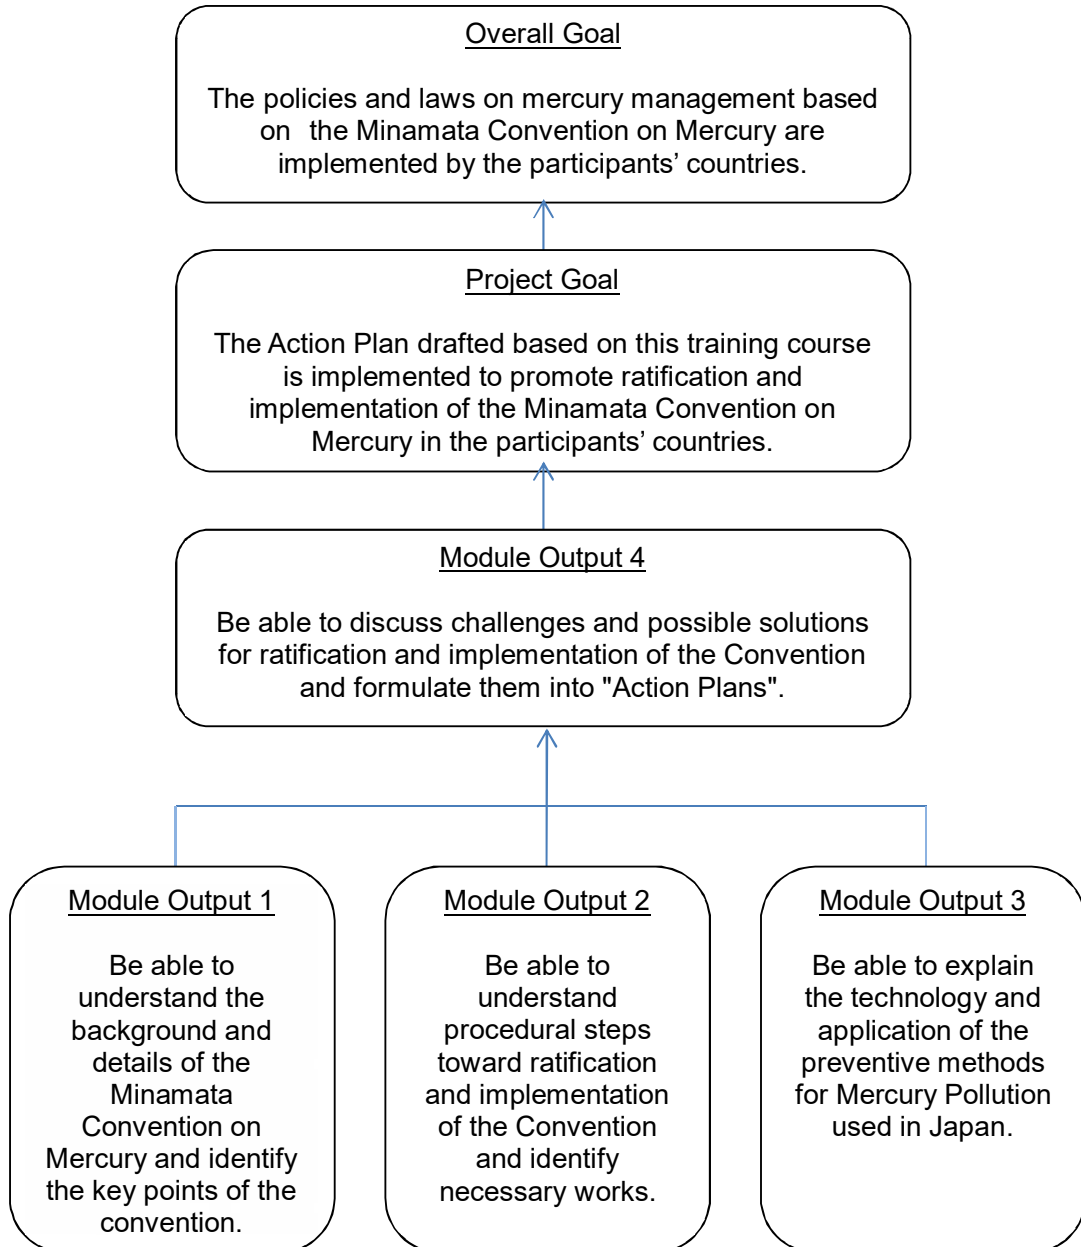 Overall Goal
The policies and laws on mercury management based
on the Minamata Convention on Mercury are
implemented by the participants’ countries.
Project Goal
The Action Plan drafted based on this training course
is implemented to promote ratification and
implementation of the Minamata Convention on
Mercury in the participants’ countries.
Module Output 4
Be able to discuss challenges and possible solutions
for ratification and implementation of the Convention
and formulate them into "Action Plans".
Module Output 1
Be able to
understand the
background and
details of the
Minamata
Convention on
Mercury and identify
the key points of the
convention.
Module Output 2
Be able to
understand
procedural steps
toward ratification
and implementation
of the Convention
and identify
necessary works.
Module Output 3
Be able to explain
the technology and
application of the
preventive methods
for Mercury Pollution
used in Japan.